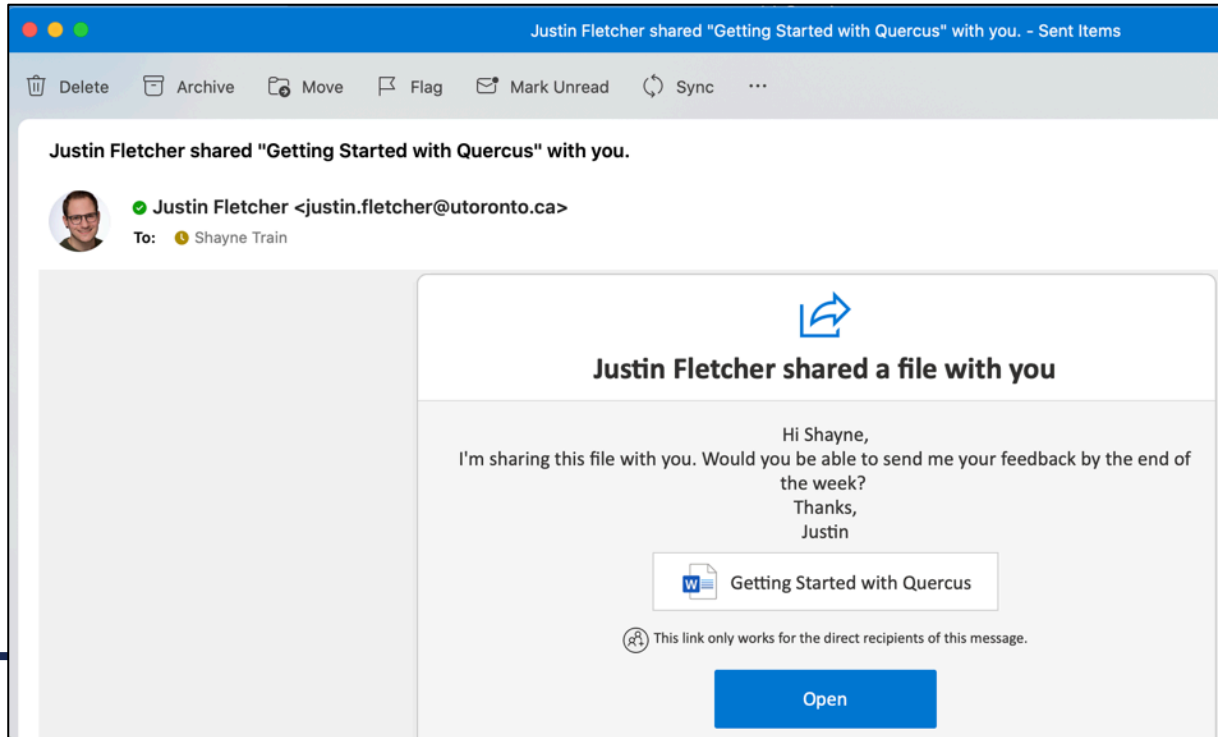 Justin Fletcher shared "Getting Started with Quercus" with you. - Sent Items
Delete Archive Move Flag Mark Unread Sync ...
Justin Fletcher shared "Getting Started with Quercus" with you.
Justin Fletcher <justin.fletcher@utoronto.ca>
To: Shayne Train
Justin Fletcher shared a file with you
Hi Shayne,
I'm sharing this file with you. Would you be able to send me your feedback by the end of
the week?
Thanks,
Justin
W Getting Started with Quercus
This link only works for the direct recipients of this message.
Open